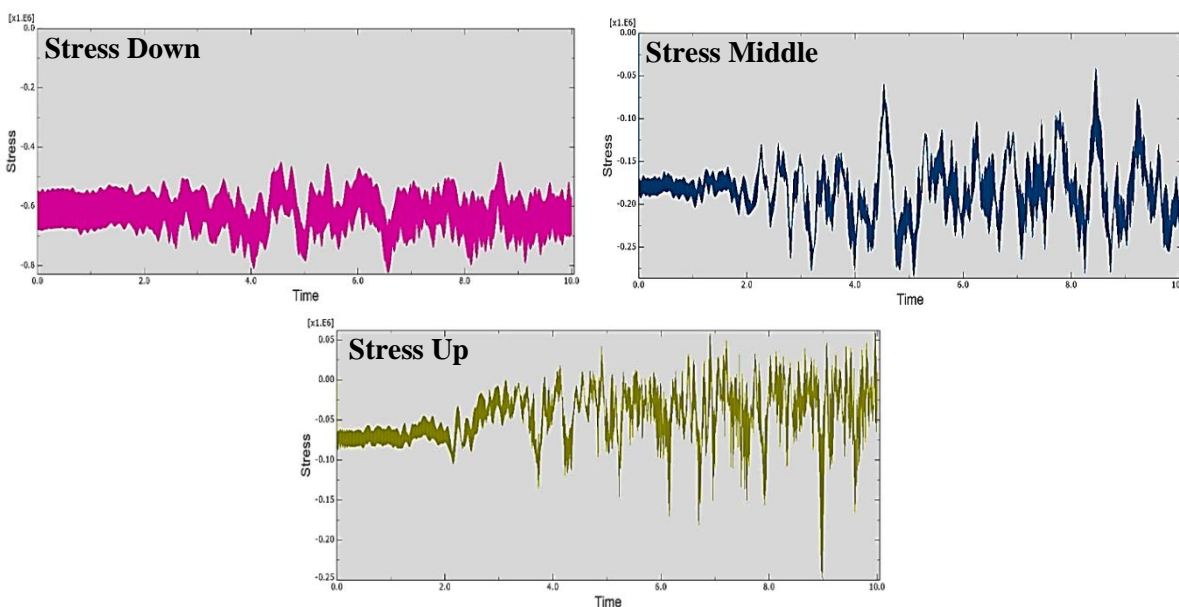 [x1.E6]
Stress Down
0.0
-0.2
-0.4
-0.6
-0.8
Stress
0.0 2.0 4.0 6.0 8.0 10.0
Time
[x1.E6]
Stress Middle
0.00
-0.05
-0.10
-0.15
-0.20
-0.25
Stress
0.0 2.0 4.0 6.0 8.0 10.
Time
[x1.E6]
Stress Up
0.05
0.00
-0.05
-0.10
-0.15
-0.20
-0.25
Stress
0.0 2.0 4.0 6.0 8.0 10.0
Time